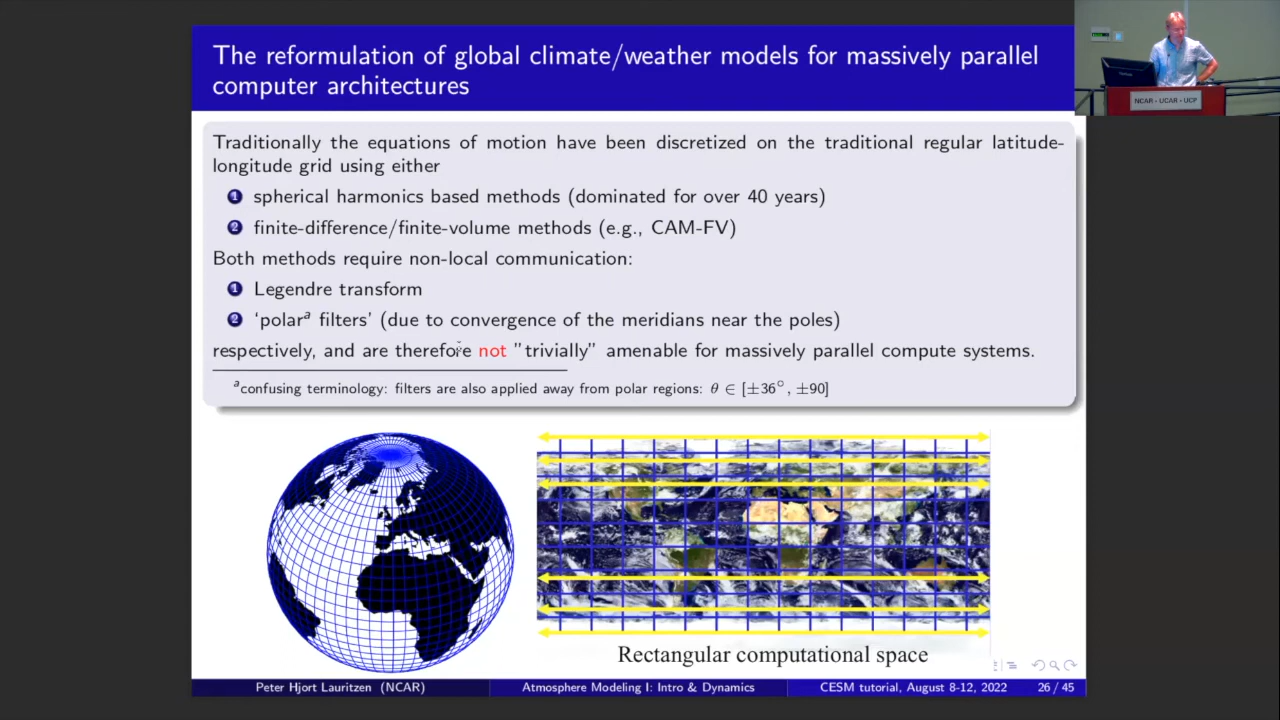 The reformulation of global climate/weather models for massively parallel
computer architectures
Traditionally the equations of motion have been discretized on the traditional regular latitude-
longitude grid using either
1 spherical harmonics based methods (dominated for over 40 years)
2 finite-difference/finite-volume methods (e.g., CAM-FV)
Both methods require non-local communication:
1 Legendre transform
2 ‘polarᵃ filters’ (due to convergence of the meridians near the poles)
respectively, and are therefore not ”trivially” amenable for massively parallel compute systems.
ᵃconfusing terminology: filters are also applied away from polar regions: θ ∈ [±36°, ±90]
Rectangular computational space
Peter Hjort Lauritzen (NCAR) Atmosphere Modeling I: Intro & Dynamics CESM tutorial, August 8-12, 2022 26 / 45
NCAR - UCAR - UCP